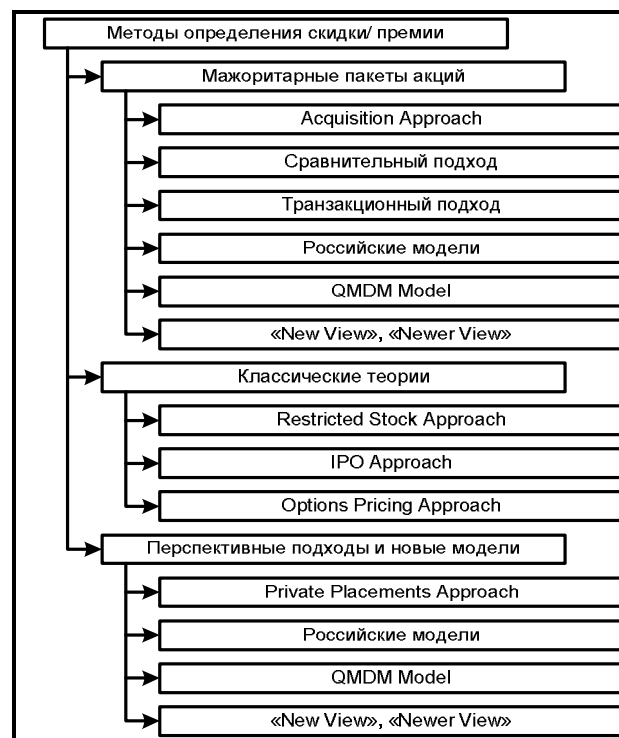 Методы определения скидки/ премии
Мажоритарные пакеты акций
Acquisition Approach
Сравнительный подход
Транзакционный подход
Российские модели
QMDM Model
«New View», «Newer View»
Классические теории
Restricted Stock Approach
IPO Approach
Options Pricing Approach
Перспективные подходы и новые модели
Private Placements Approach
Российские модели
QMDM Model
«New View», «Newer View»